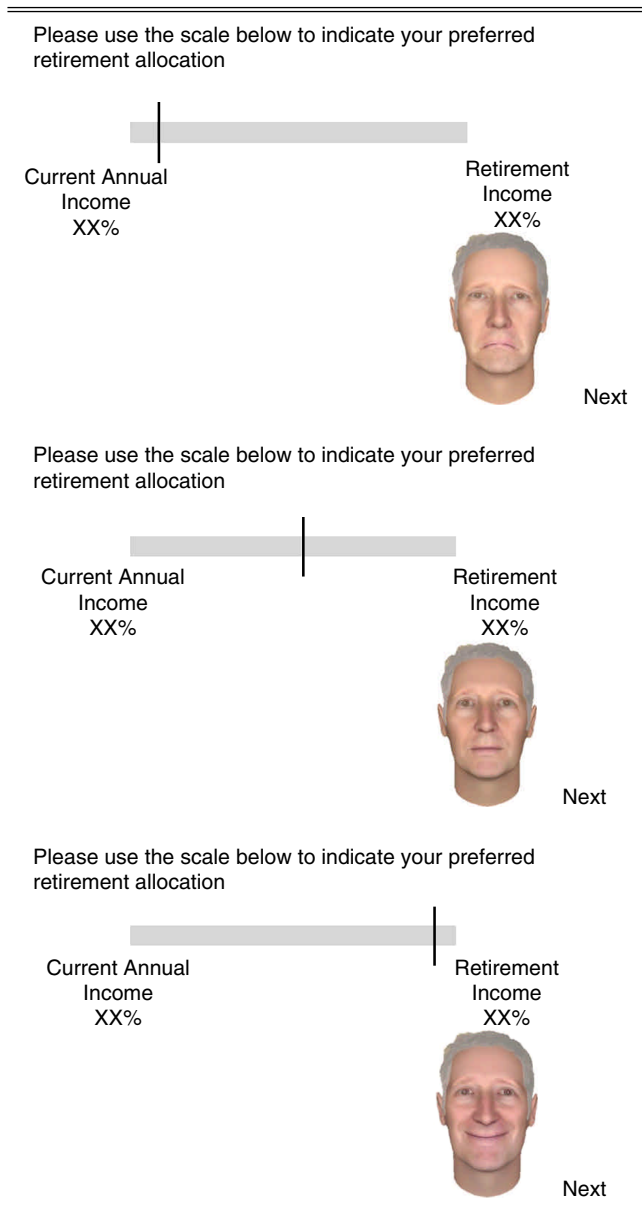 Please use the scale below to indicate your preferred
retirement allocation
Current Annual
Income
XX%
Retirement
Income
XX%
Next
Please use the scale below to indicate your preferred
retirement allocation
Current Annual
Income
XX%
Retirement
Income
XX%
Next
Please use the scale below to indicate your preferred
retirement allocation
Current Annual
Income
XX%
Retirement
Income
XX%
Next